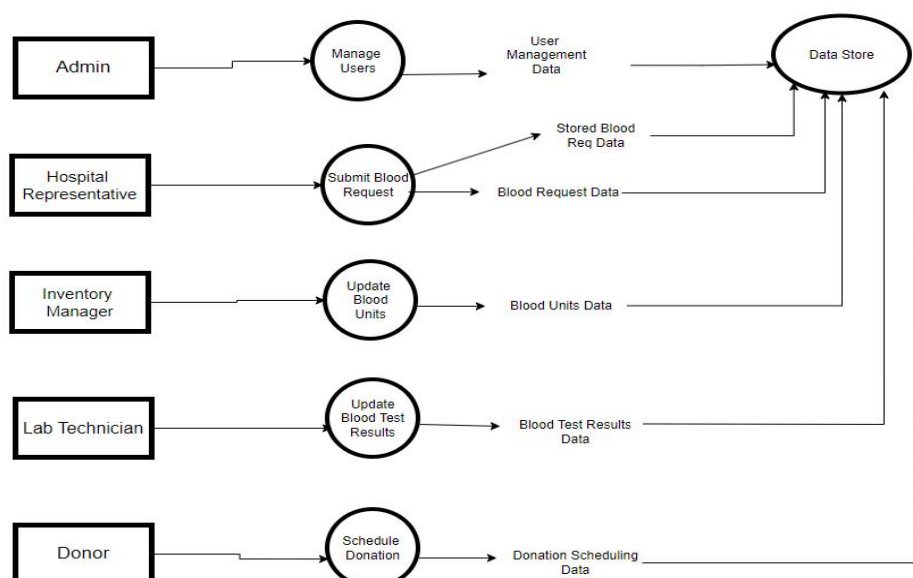 Admin
Manage
Users
User
Management
Data
Data Store
Hospital
Representative
Submit Blood
Request
Stored Blood
Req Data
Blood Request Data
Inventory
Manager
Update
Blood
Units
Blood Units Data
Lab Technician
Update
Blood Test
Results
Blood Test Results
Data
Donor
Schedule
Donation
Donation Scheduling
Data